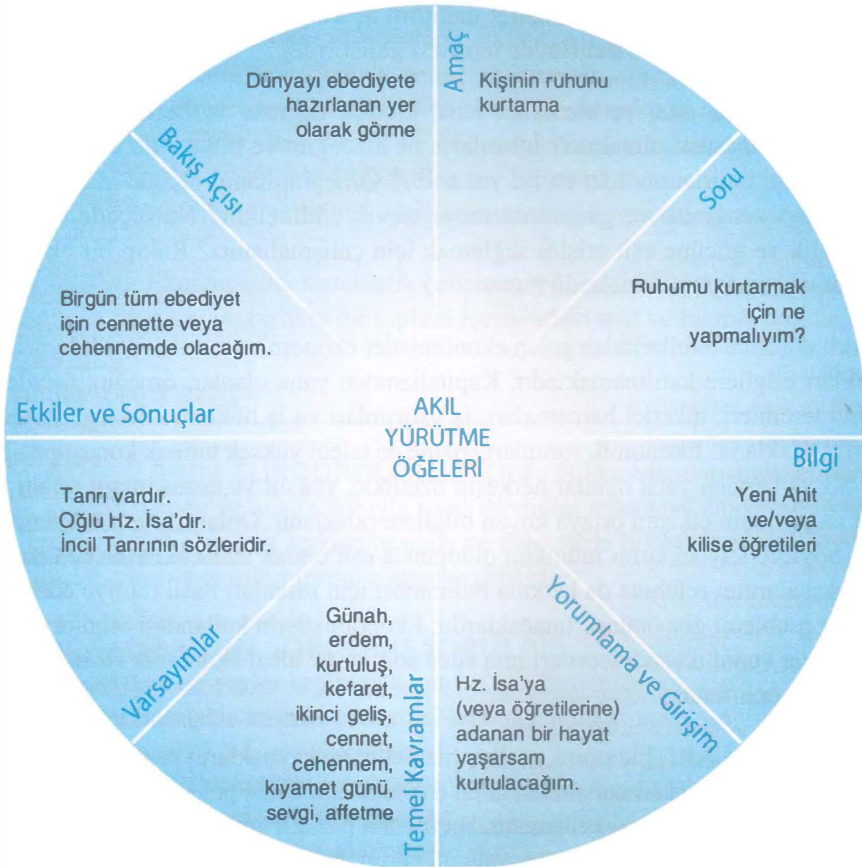 Amaç
Kişinin ruhunu
kurtarma
Soru
Ruhumu kurtarmak
için ne
yapmalıyım?
Bilgi
Yeni Ahit
ve/veya
kilise öğretileri
Yorumlama ve Girişim
Hz. İsa'ya
(veya öğretilerine)
adanan bir hayat
yaşarsam
kurtulacağım.
Temel Kavramlar
Günah,
erdem,
kurtuluş,
kefaret,
ikinci geliş,
cennet,
cehennem,
kıyamet günü,
sevgi, affetme
Varsayımlar
Tanrı vardır.
Oğlu Hz. İsa'dır.
İncil Tanrının sözleridir.
Etkiler ve Sonuçlar
Birgün tüm ebediyet
için cennette veya
cehennemde olacağım.
Bakış Açısı
Dünyayı ebediyete
hazırlanan yer
olarak görme
AKIL
YÜRÜTME
ÖĞELERİ